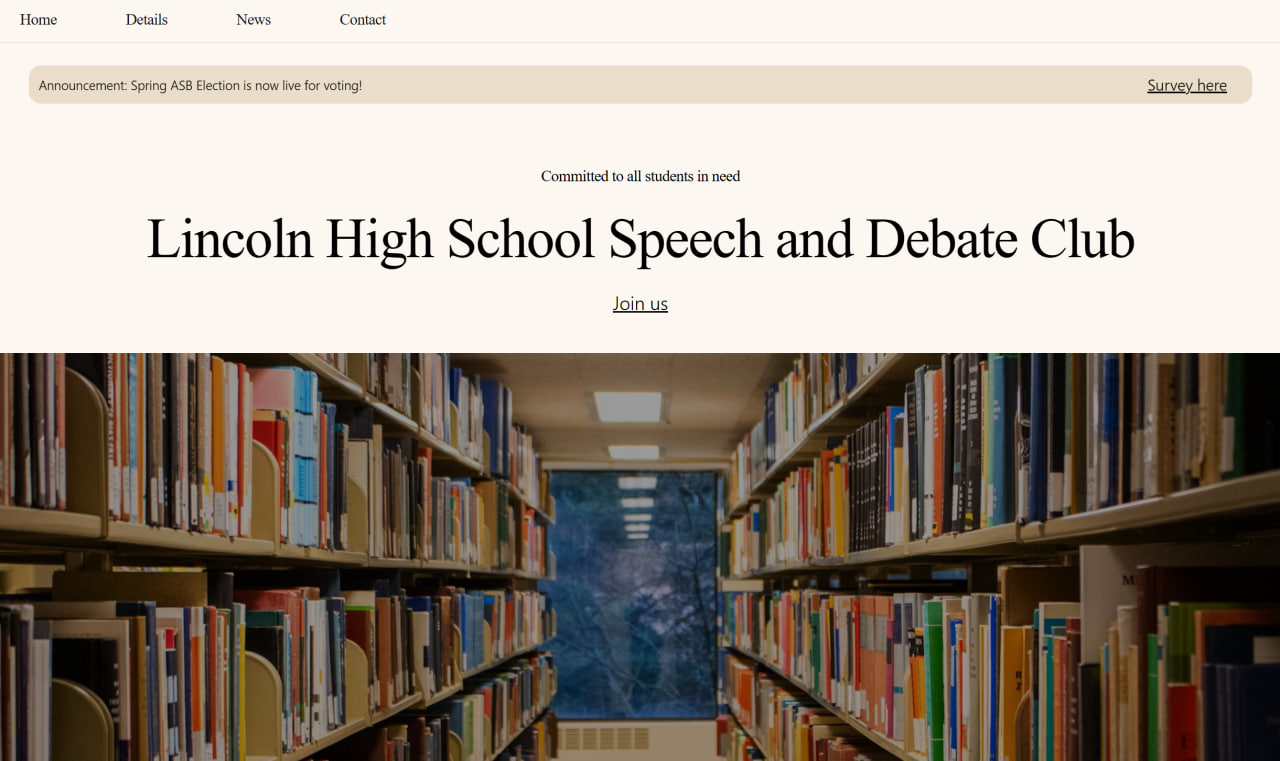 Home Details News Contact
Announcement: Spring ASB Election is now live for voting! Survey here
Committed to all students in need
Lincoln High School Speech and Debate Club
Join us